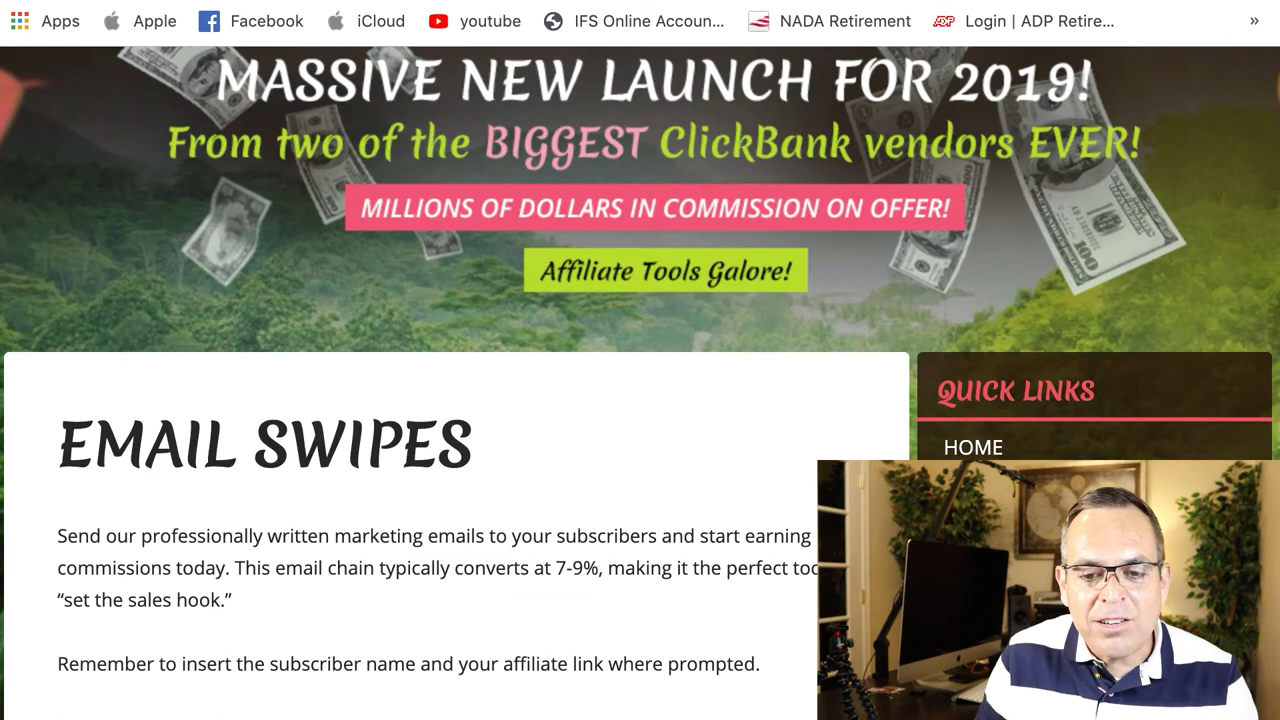 Apps Apple Facebook iCloud youtube IFS Online Accoun... NADA Retirement ADP Login | ADP Retire... »
MASSIVE NEW LAUNCH FOR 2019!
From two of the BIGGEST ClickBank vendors EVER!
MILLIONS OF DOLLARS IN COMMISSION ON OFFER!
Affiliate Tools Galore!
EMAIL SWIPES
Send our professionally written marketing emails to your subscribers and start earning
commissions today. This email chain typically converts at 7-9%, making it the perfect
“set the sales hook.”
Remember to insert the subscriber name and your affiliate link where prompted.
QUICK LINKS
HOME